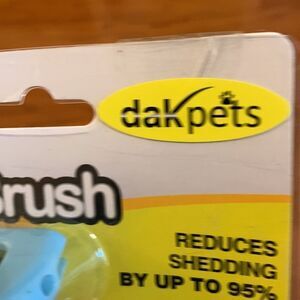 dakpets
Brush
REDUCES
SHEDDING
BY UP TO 95%